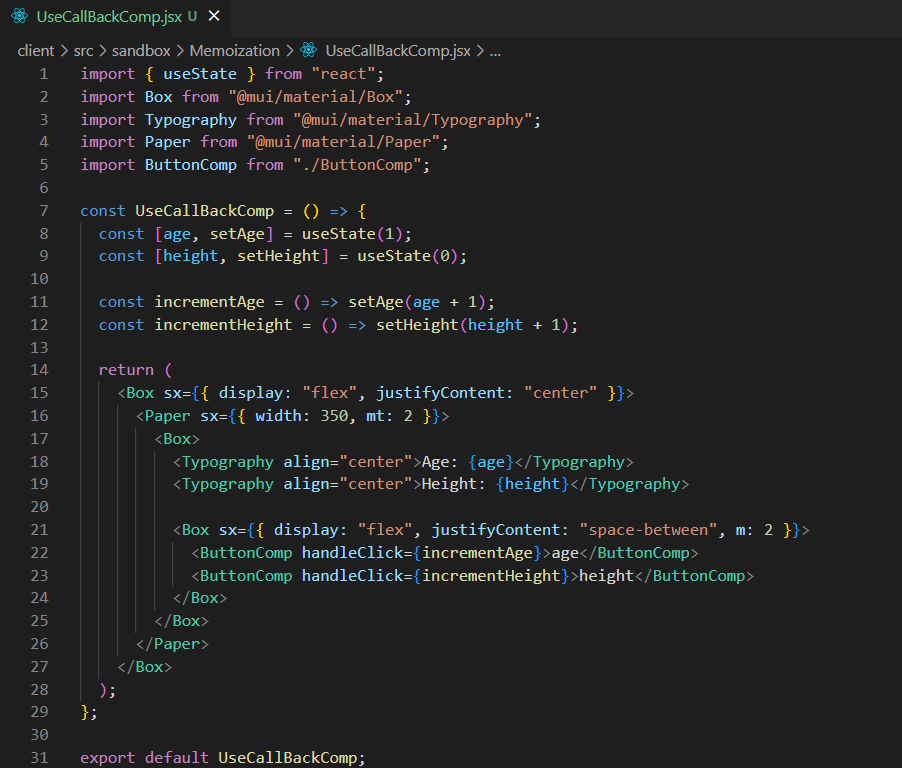 UseCallBackComp.jsx U ✕
client > src > sandbox > Memoization > UseCallBackComp.jsx > ...
1 import { useState } from "react";
2 import Box from "@mui/material/Box";
3 import Typography from "@mui/material/Typography";
4 import Paper from "@mui/material/Paper";
5 import ButtonComp from "./ButtonComp";
6
7 const UseCallBackComp = () => {
8   const [age, setAge] = useState(1);
9   const [height, setHeight] = useState(0);
10
11   const incrementAge = () => setAge(age + 1);
12   const incrementHeight = () => setHeight(height + 1);
13
14   return (
15     <Box sx={{ display: "flex", justifyContent: "center" }}>
16       <Paper sx={{ width: 350, mt: 2 }}>
17         <Box>
18           <Typography align="center">Age: {age}</Typography>
19           <Typography align="center">Height: {height}</Typography>
20
21           <Box sx={{ display: "flex", justifyContent: "space-between", m: 2 }}>
22             <ButtonComp handleClick={incrementAge}>age</ButtonComp>
23             <ButtonComp handleClick={incrementHeight}>height</ButtonComp>
24           </Box>
25         </Box>
26       </Paper>
27     </Box>
28   );
29 };
30
31 export default UseCallBackComp;